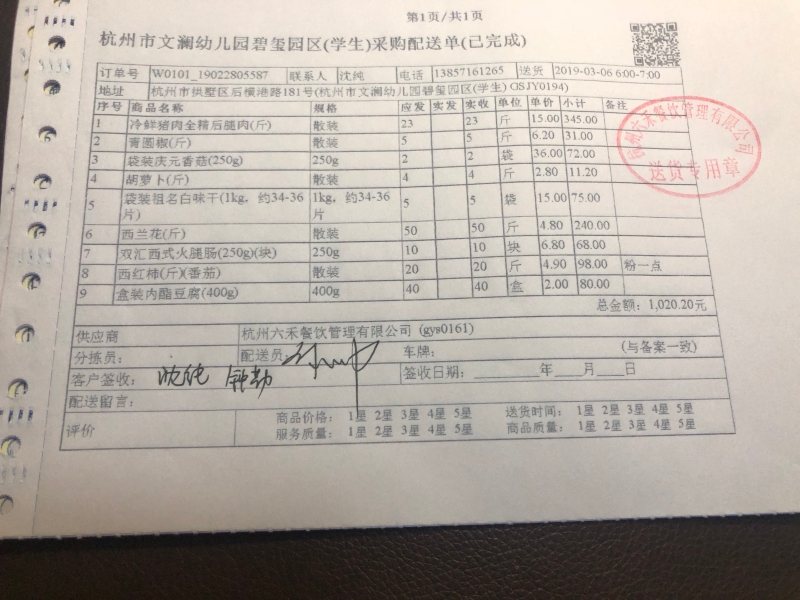 第1页/共1页
杭州市文澜幼儿园碧玺园区(学生)采购配送单(已完成)
订单号 W0101_19022805587 联系人 沈纯 电话 13857161265 送货 2019-03-06 6:00-7:00
地址 杭州市拱墅区后横港路181号(杭州市文澜幼儿园碧玺园区(学生) GSJY0194)
序号 商品名称 规格 应发 实发 实收 单位 单价 小计 备注
1 冷鲜猪肉全精后腿肉(斤) 散装 23 23 斤 15.00 345.00
2 青圆椒(斤) 散装 5 5 斤 6.20 31.00
3 袋装庆元香菇(250g) 250g 2 2 袋 36.00 72.00
4 胡萝卜(斤) 散装 4 4 斤 2.80 11.20
5 袋装祖名白味干(1kg，约34-36片) 1kg，约34-36片 5 5 袋 15.00 75.00
6 西兰花(斤) 散装 50 50 斤 4.80 240.00
7 双汇西式火腿肠(250g)(块) 250g 10 10 块 6.80 68.00
8 西红柿(斤)(番茄) 散装 20 20 斤 4.90 98.00 粉一点
9 盒装内酯豆腐(400g) 400g 40 40 盒 2.00 80.00
总金额：1,020.20元
供应商 杭州六禾餐饮管理有限公司 (gys0161)
分拣员： 配送员： 车牌： (与备案一致)
客户签收： 沈纯 钟勤 签收日期：________年____月____日
配送留言：
评价 商品价格： 1星 2星 3星 4星 5星 送货时间： 1星 2星 3星 4星 5星
服务质量： 1星 2星 3星 4星 5星 商品质量： 1星 2星 3星 4星 5星
杭州六禾餐饮管理有限公司
送货专用章